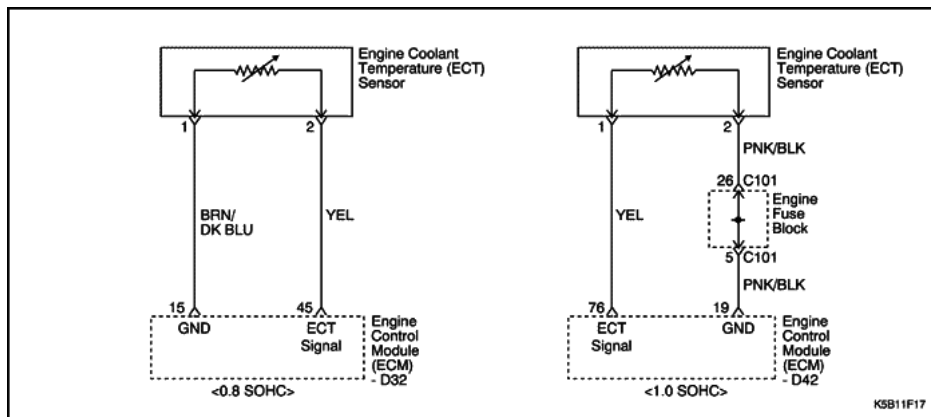 Engine Coolant
Temperature (ECT)
Sensor
1
2
BRN/
DK BLU
YEL
15
45
GND
ECT
Signal
Engine
Control
Module
(ECM)
- D32
<0.8 SOHC>
Engine Coolant
Temperature (ECT)
Sensor
1
2
PNK/BLK
26 C101
Engine
Fuse
Block
YEL
5 C101
PNK/BLK
76
19
ECT
Signal
GND
Engine
Control
Module
(ECM)
- D42
<1.0 SOHC>
K5B11F17